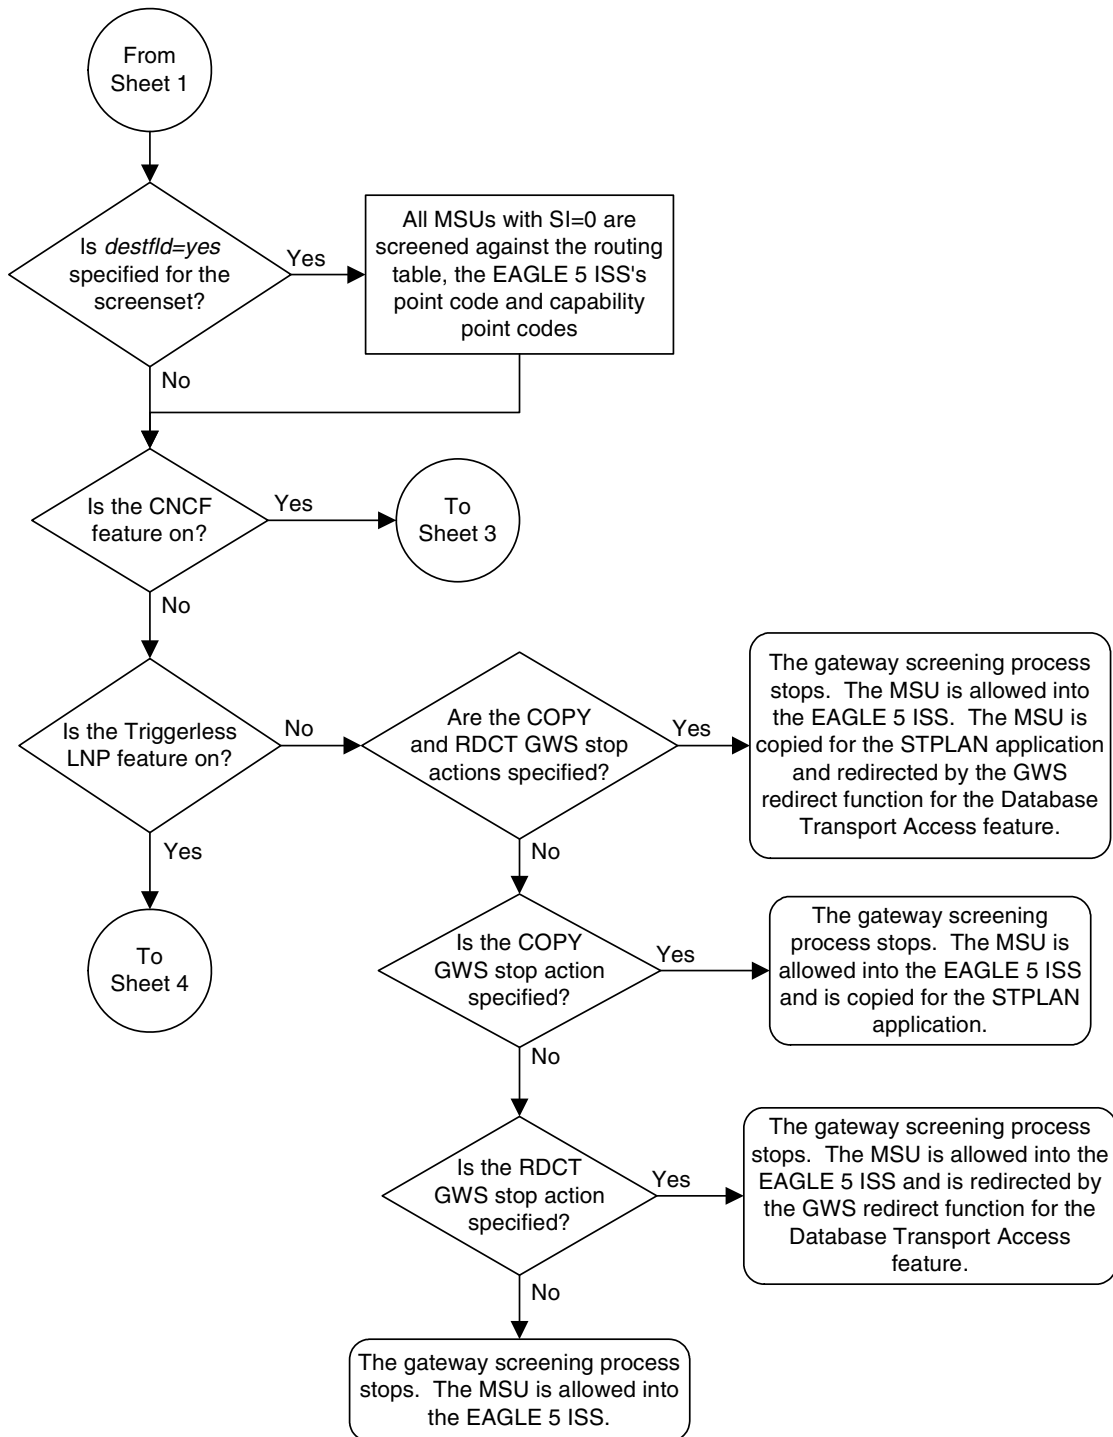 From
Sheet 1
Is destfld=yes
specified for the
screenset?
Yes
All MSUs with SI=0 are
screened against the routing
table, the EAGLE 5 ISS's
point code and capability
point codes
No
Is the CNCF
feature on?
Yes
To
Sheet 3
No
Is the Triggerless
LNP feature on?
No
Are the COPY
and RDCT GWS stop
actions specified?
Yes
The gateway screening process
stops. The MSU is allowed into
the EAGLE 5 ISS. The MSU is
copied for the STPLAN application
and redirected by the GWS
redirect function for the Database
Transport Access feature.
Yes
No
To
Sheet 4
Is the COPY
GWS stop action
specified?
Yes
The gateway screening
process stops. The MSU is
allowed into the EAGLE 5 ISS
and is copied for the STPLAN
application.
No
Is the RDCT
GWS stop action
specified?
Yes
The gateway screening process
stops. The MSU is allowed into the
EAGLE 5 ISS and is redirected by
the GWS redirect function for the
Database Transport Access
feature.
No
The gateway screening process
stops. The MSU is allowed into
the EAGLE 5 ISS.